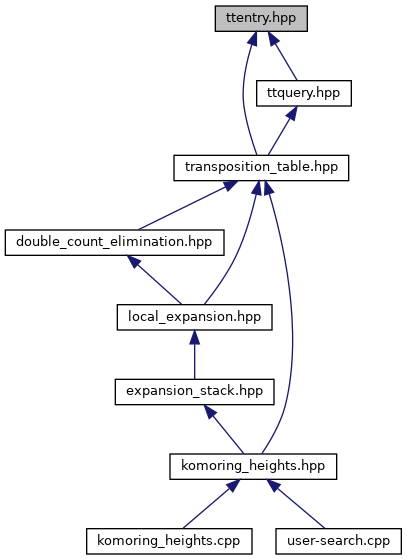 ttentry.hpp
ttquery.hpp
transposition_table.hpp
double_count_elimination.hpp
local_expansion.hpp
expansion_stack.hpp
komoring_heights.hpp
komoring_heights.cpp
user-search.cpp